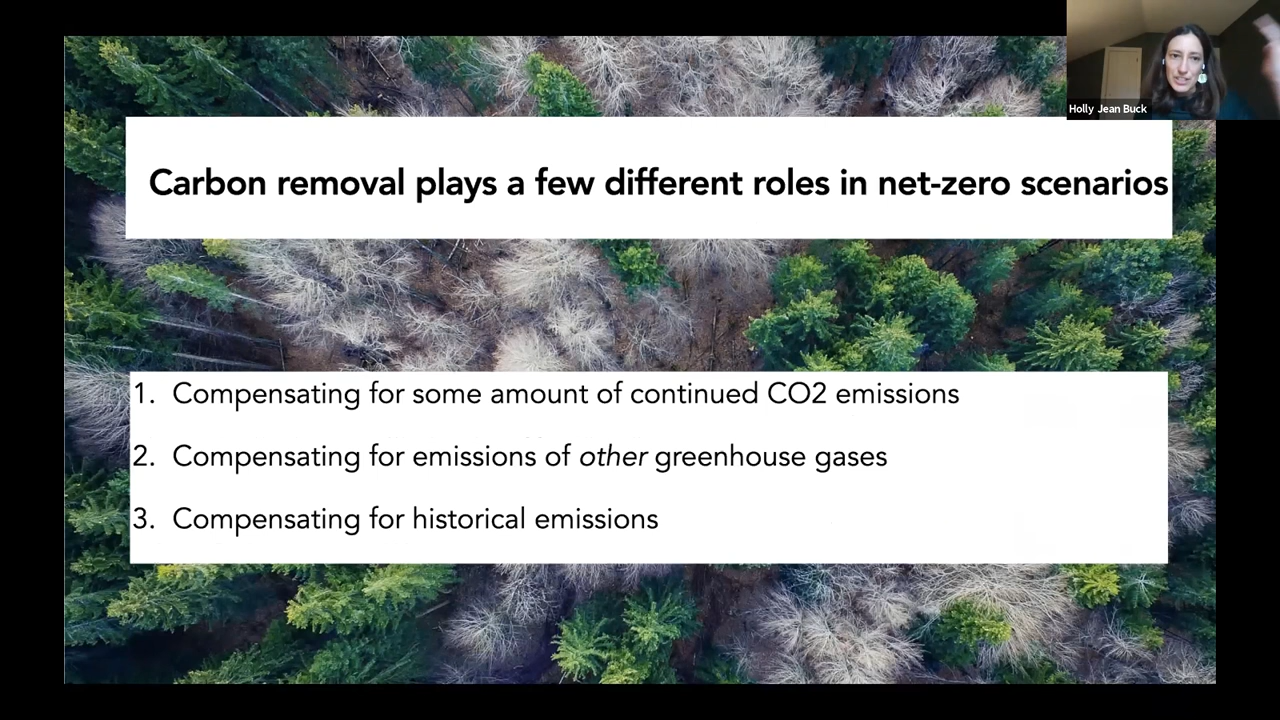 Holly Jean Buck
Carbon removal plays a few different roles in net-zero scenarios
1. Compensating for some amount of continued CO2 emissions
2. Compensating for emissions of other greenhouse gases
3. Compensating for historical emissions